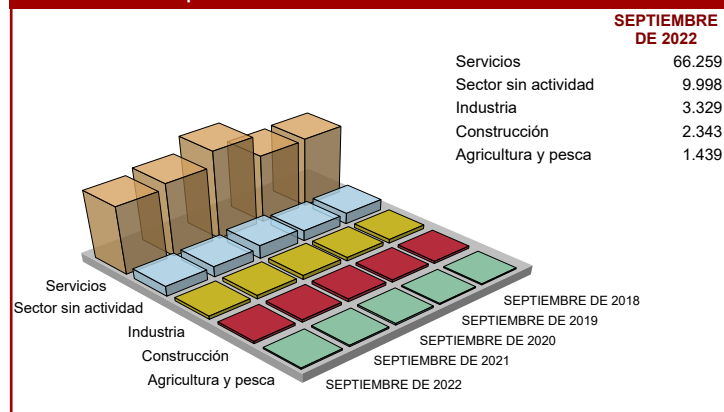 SEPTIEMBRE
DE 2022
Servicios 66.259
Sector sin actividad 9.998
Industria 3.329
Construcción 2.343
Agricultura y pesca 1.439
Servicios
Sector sin actividad
Industria
Construcción
Agricultura y pesca
SEPTIEMBRE DE 2018
SEPTIEMBRE DE 2019
SEPTIEMBRE DE 2020
SEPTIEMBRE DE 2021
SEPTIEMBRE DE 2022